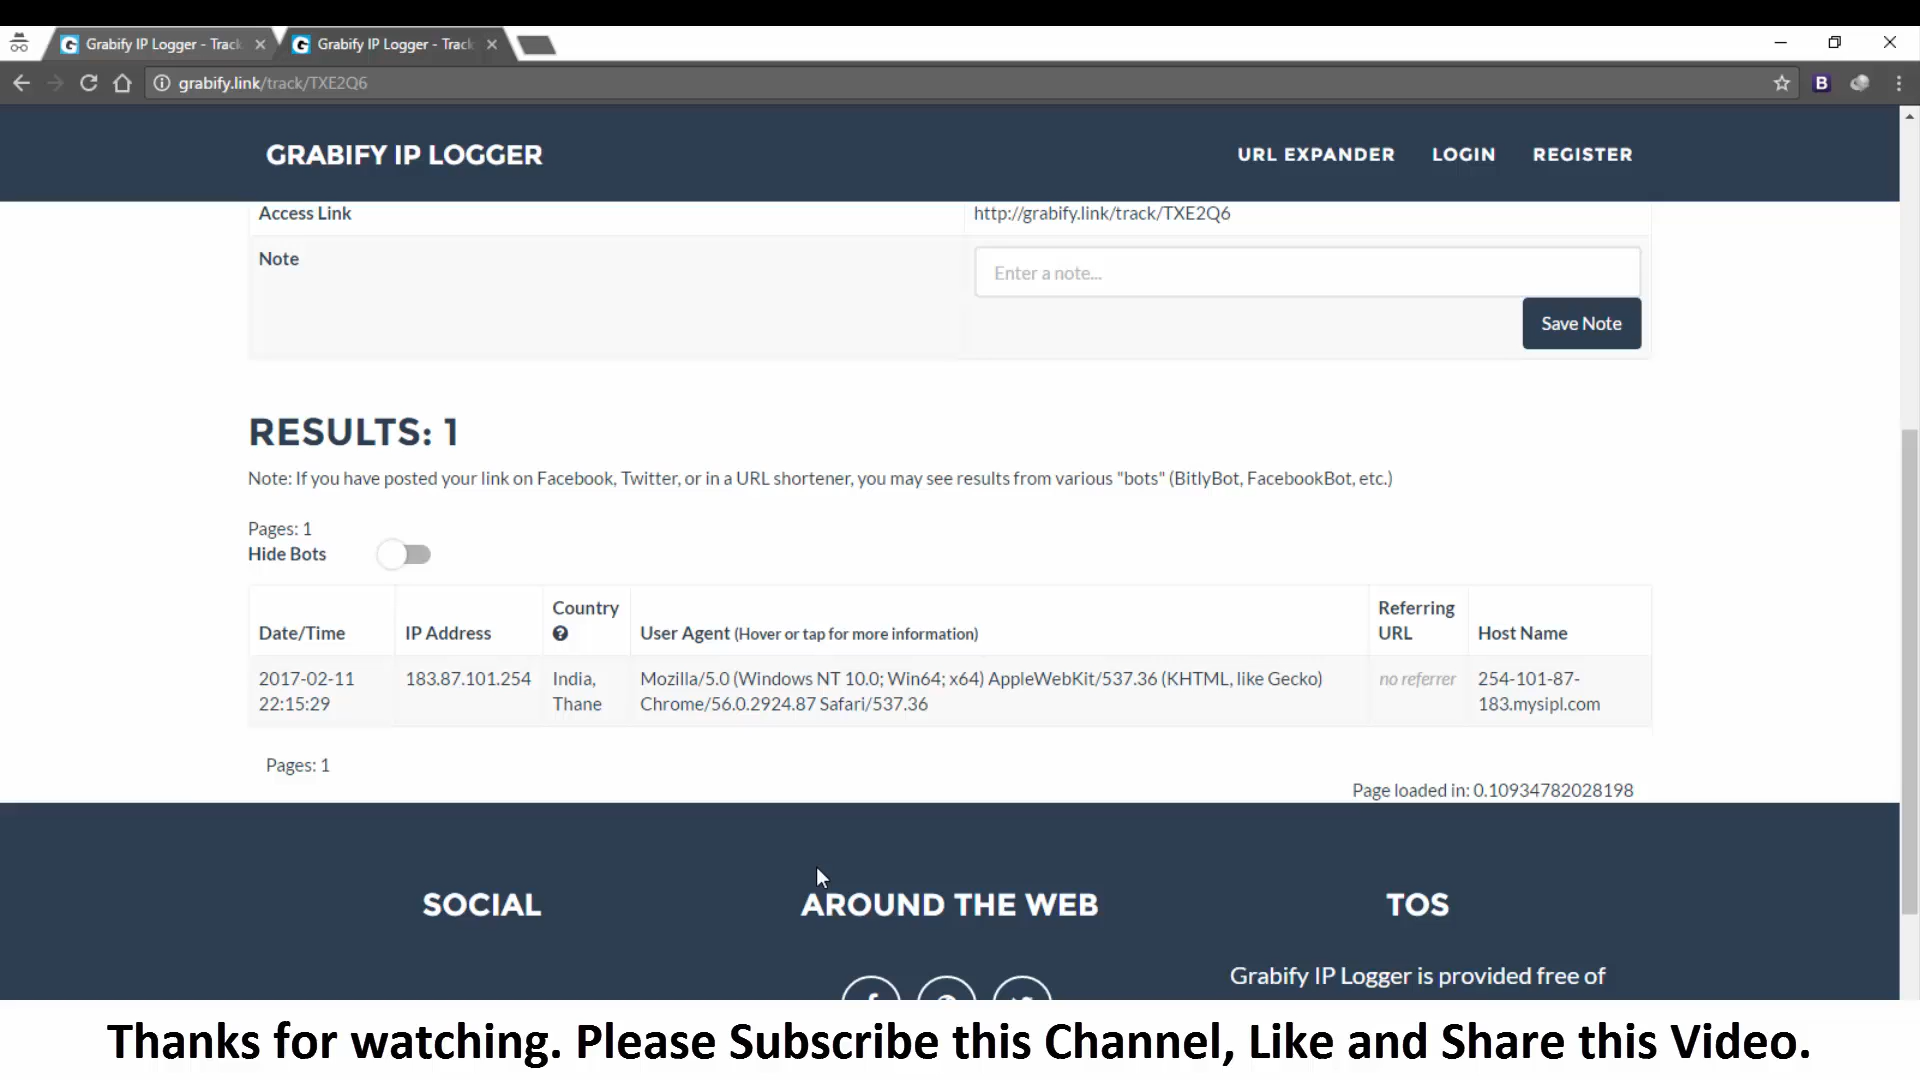 Grabify IP Logger - Track
Grabify IP Logger - Track
grabify.link/track/TXE2Q6
B
GRABIFY IP LOGGER
URL EXPANDER
LOGIN
REGISTER
Access Link
http://grabify.link/track/TXE2Q6
Note
Enter a note...
Save Note
RESULTS: 1
Note: If you have posted your link on Facebook, Twitter, or in a URL shortener, you may see results from various "bots" (BitlyBot, FacebookBot, etc.)
Pages: 1
Hide Bots
Date/Time
IP Address
Country
User Agent (Hover or tap for more information)
Referring
URL
Host Name
2017-02-11
22:15:29
183.87.101.254
India,
Thane
Mozilla/5.0 (Windows NT 10.0; Win64; x64) AppleWebKit/537.36 (KHTML, like Gecko)
Chrome/56.0.2924.87 Safari/537.36
no referrer
254-101-87-
183.mysipl.com
Pages: 1
Page loaded in: 0.10934782028198
SOCIAL
AROUND THE WEB
TOS
Grabify IP Logger is provided free of
Thanks for watching. Please Subscribe this Channel, Like and Share this Video.